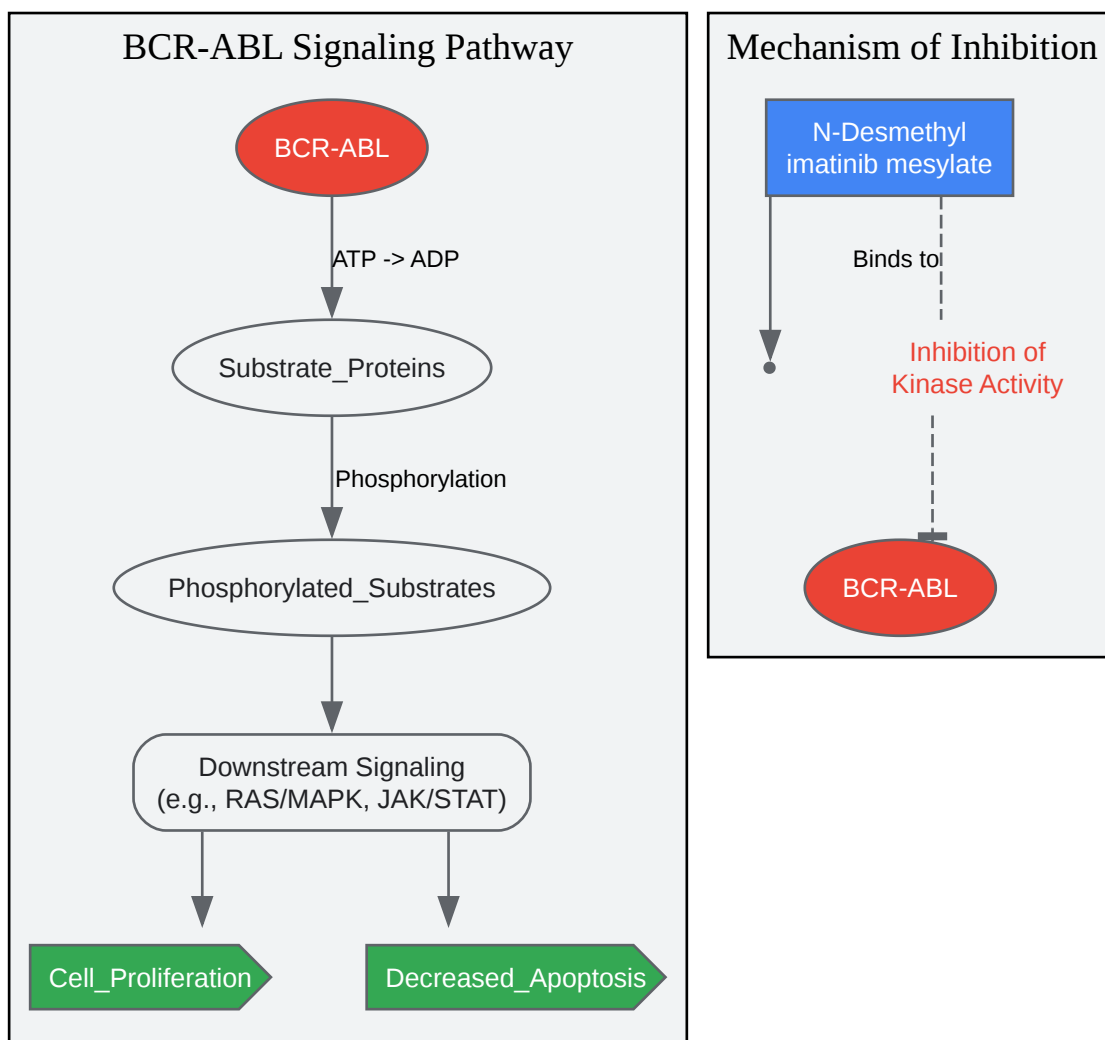 BCR-ABL Signaling Pathway
BCR-ABL
ATP -> ADP
Substrate_Proteins
Phosphorylation
Phosphorylated_Substrates
Downstream Signaling
(e.g., RAS/MAPK, JAK/STAT)
Cell_Proliferation
Decreased_Apoptosis
Mechanism of Inhibition
N-Desmethyl
imatinib mesylate
Binds to
Inhibition of
Kinase Activity
BCR-ABL